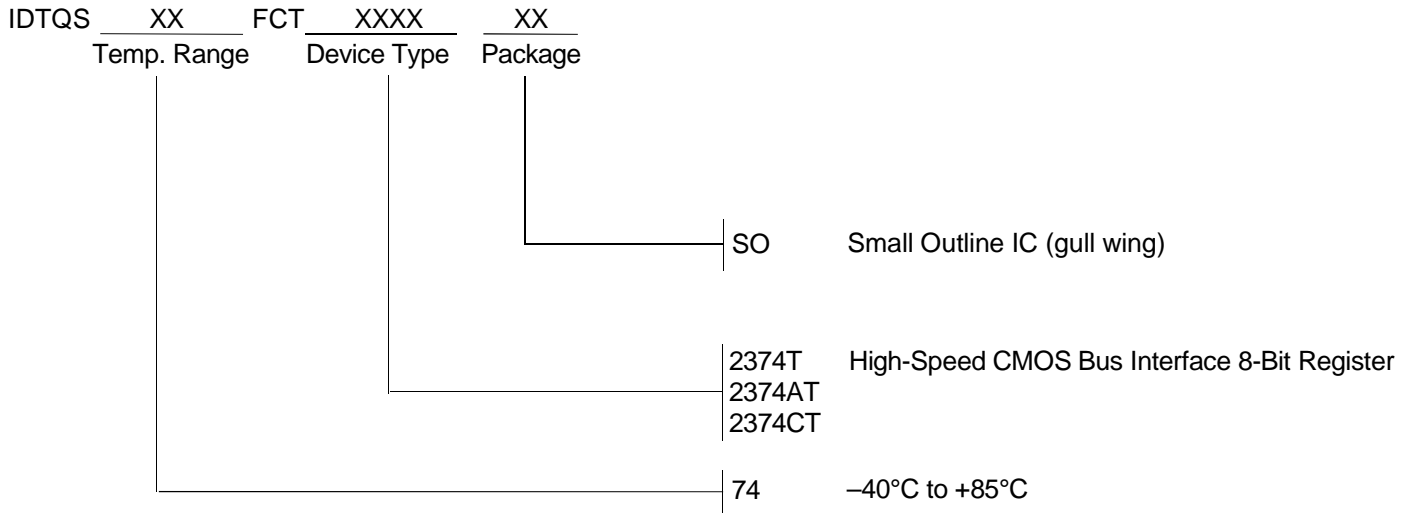 IDTQS XX FCT XXXX XX
Temp. Range Device Type Package
SO Small Outline IC (gull wing)
2374T High-Speed CMOS Bus Interface 8-Bit Register
2374AT
2374CT
74 –40°C to +85°C